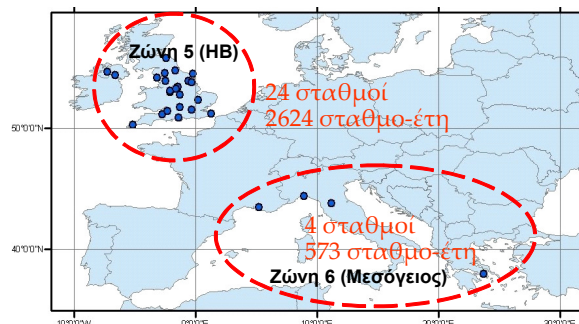 Ζώνη 5 (ΗΒ)
24 σταθμοί
2624 σταθμο-έτη
50°0'0"N
4 σταθμοί
573 σταθμο-έτη
40°0'0"N
Ζώνη 6 (Μεσόγειος)